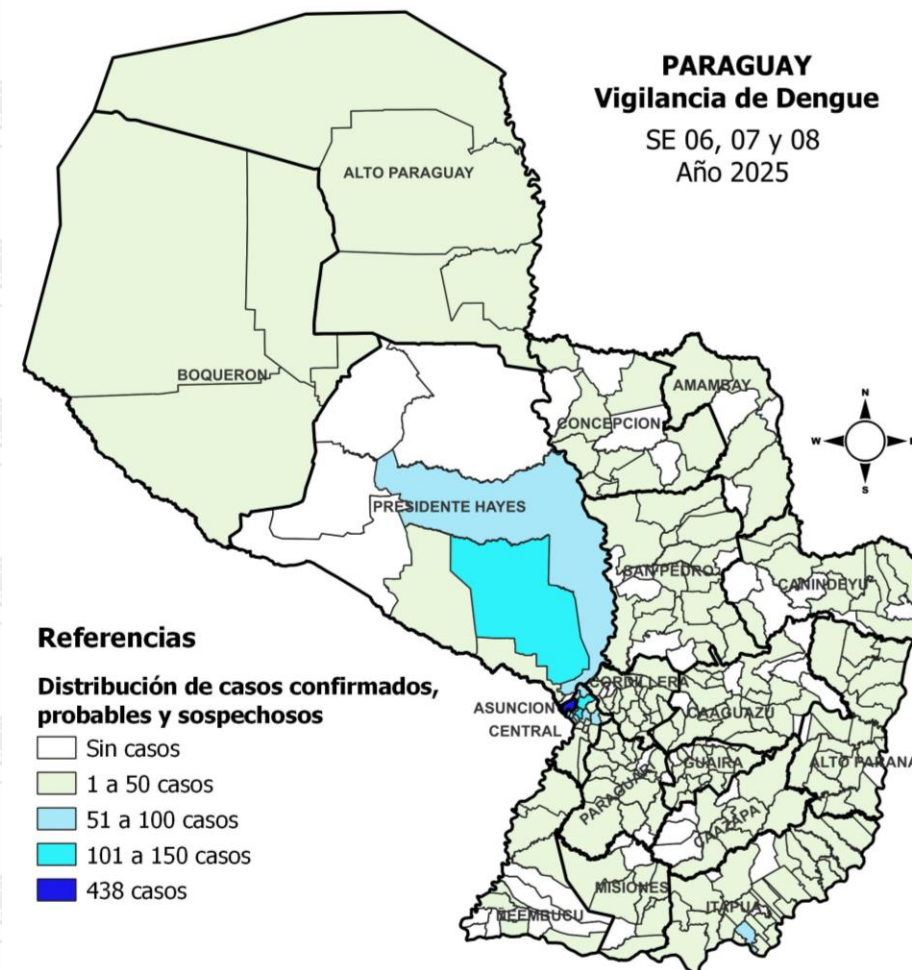 PARAGUAY
Vigilancia de Dengue
SE 06, 07 y 08
Año 2025
ALTO PARAGUAY
BOQUERON
AMAMBAY
CONCEPCION
N
W
E
S
PRESIDENTE HAYES
SAN PEDRO
CANINDEYU
Referencias
Distribución de casos confirmados,
probables y sospechosos
Sin casos
1 a 50 casos
51 a 100 casos
101 a 150 casos
438 casos
CORDILLERA
ASUNCION
CENTRAL
CAAGUAZU
GUAIRA
ALTO PARANA
PARAGUARI
CAAZAPA
MISIONES
ITAPUA
ÑEEMBUCU